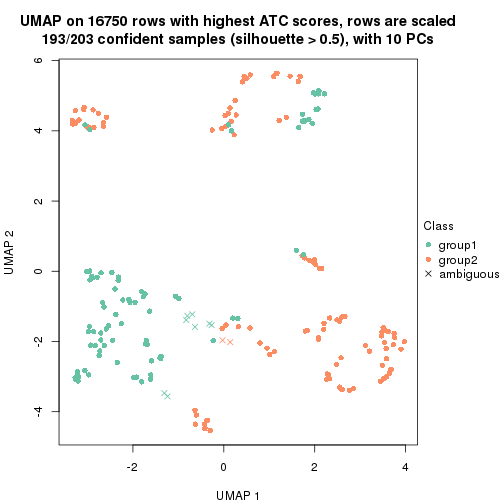 UMAP on 16750 rows with highest ATC scores, rows are scaled
193/203 confident samples (silhouette > 0.5), with 10 PCs
6
4
2
0
-2
-4
UMAP 2
-2
0
2
4
UMAP 1
Class
group1
group2
ambiguous